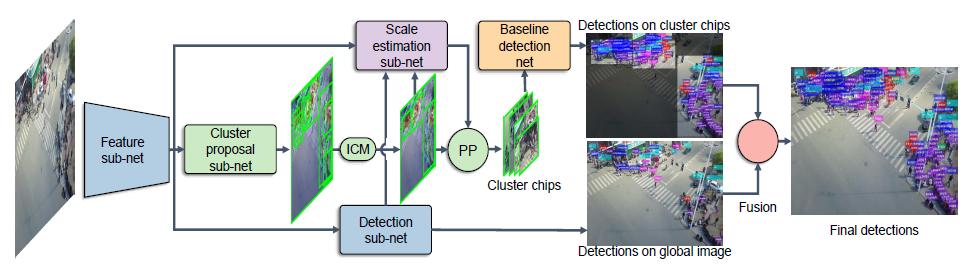 Feature
sub-net
Cluster
proposal
sub-net
ICM
Scale
estimation
sub-net
PP
Baseline
detection
net
Cluster chips
Detection
sub-net
Detections on cluster chips
Detections on global image
Fusion
Final detections